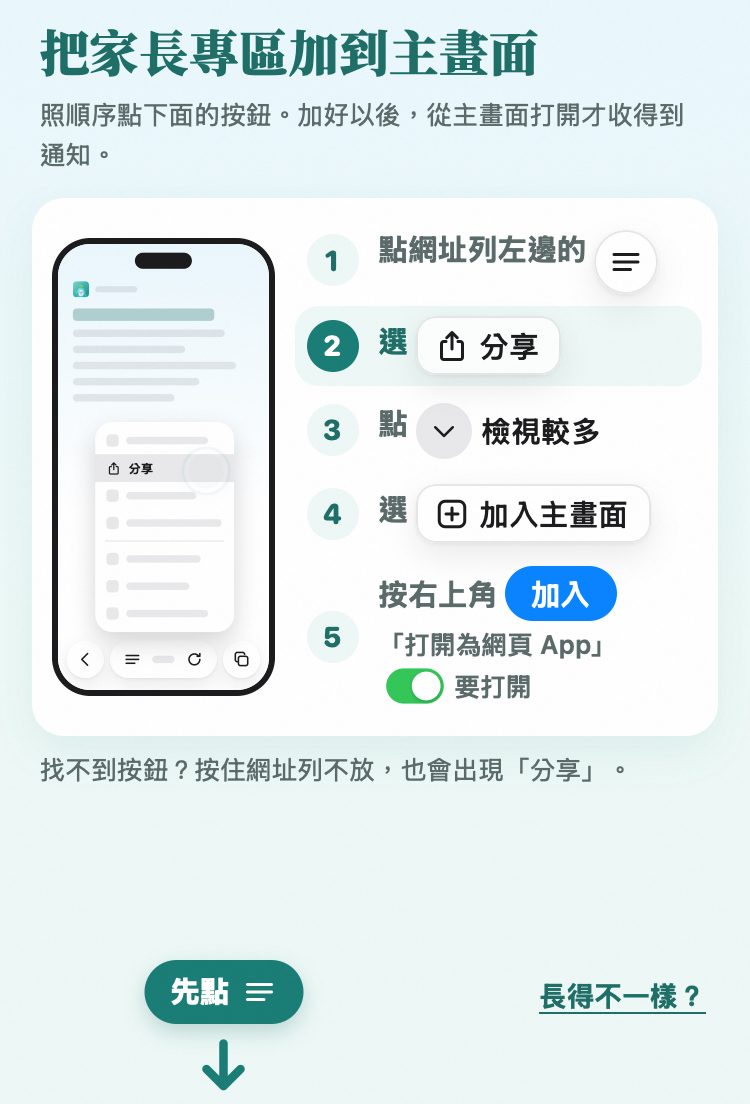 把家長專區加到主畫面
照順序點下面的按鈕。加好以後，從主畫面打開才收得到
通知。
1 點網址列左邊的
2 選 分享
3 點 檢視較多
4 選 加入主畫面
5 按右上角 加入
「打開為網頁 App」
要打開
分享
找不到按鈕？按住網址列不放，也會出現「分享」。
先點
長得不一樣？